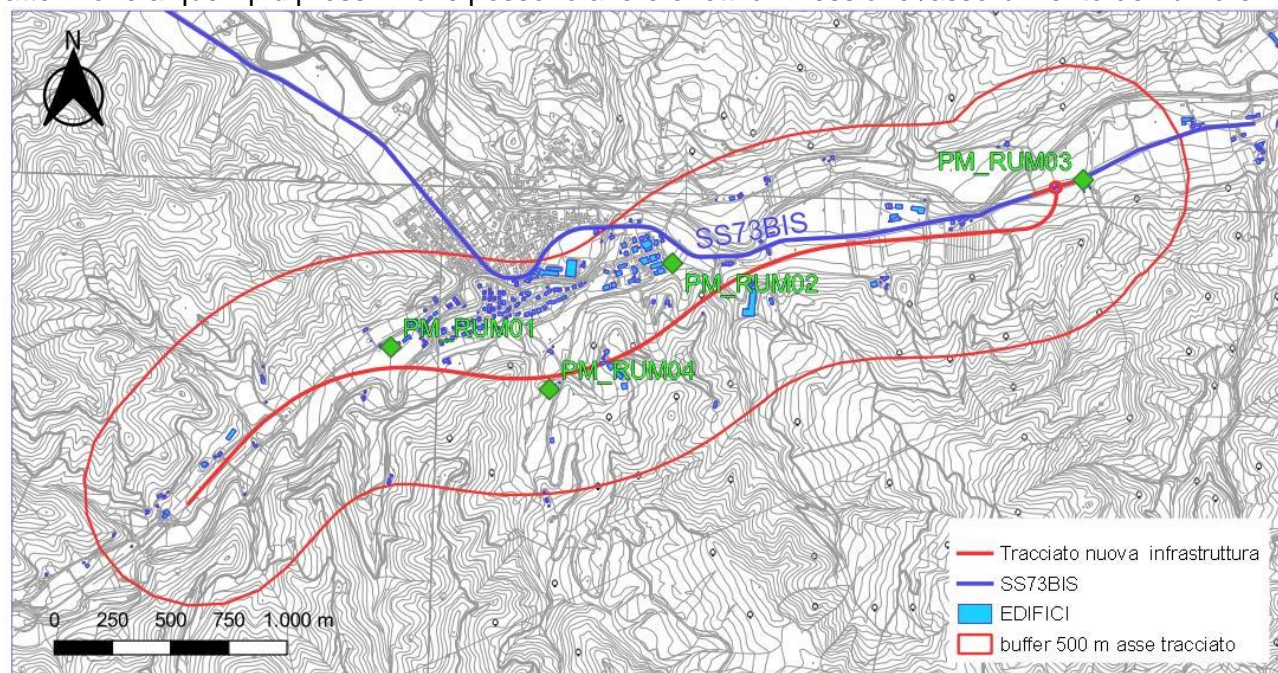 N
PM_RUM03
SS73BIS
PM_RUM02
PM_RUM01
PM_RUM04
Tracciato nuova infrastruttura
SS73BIS
EDIFICI
buffer 500 m asse tracciato
0 250 500 750 1.000 m